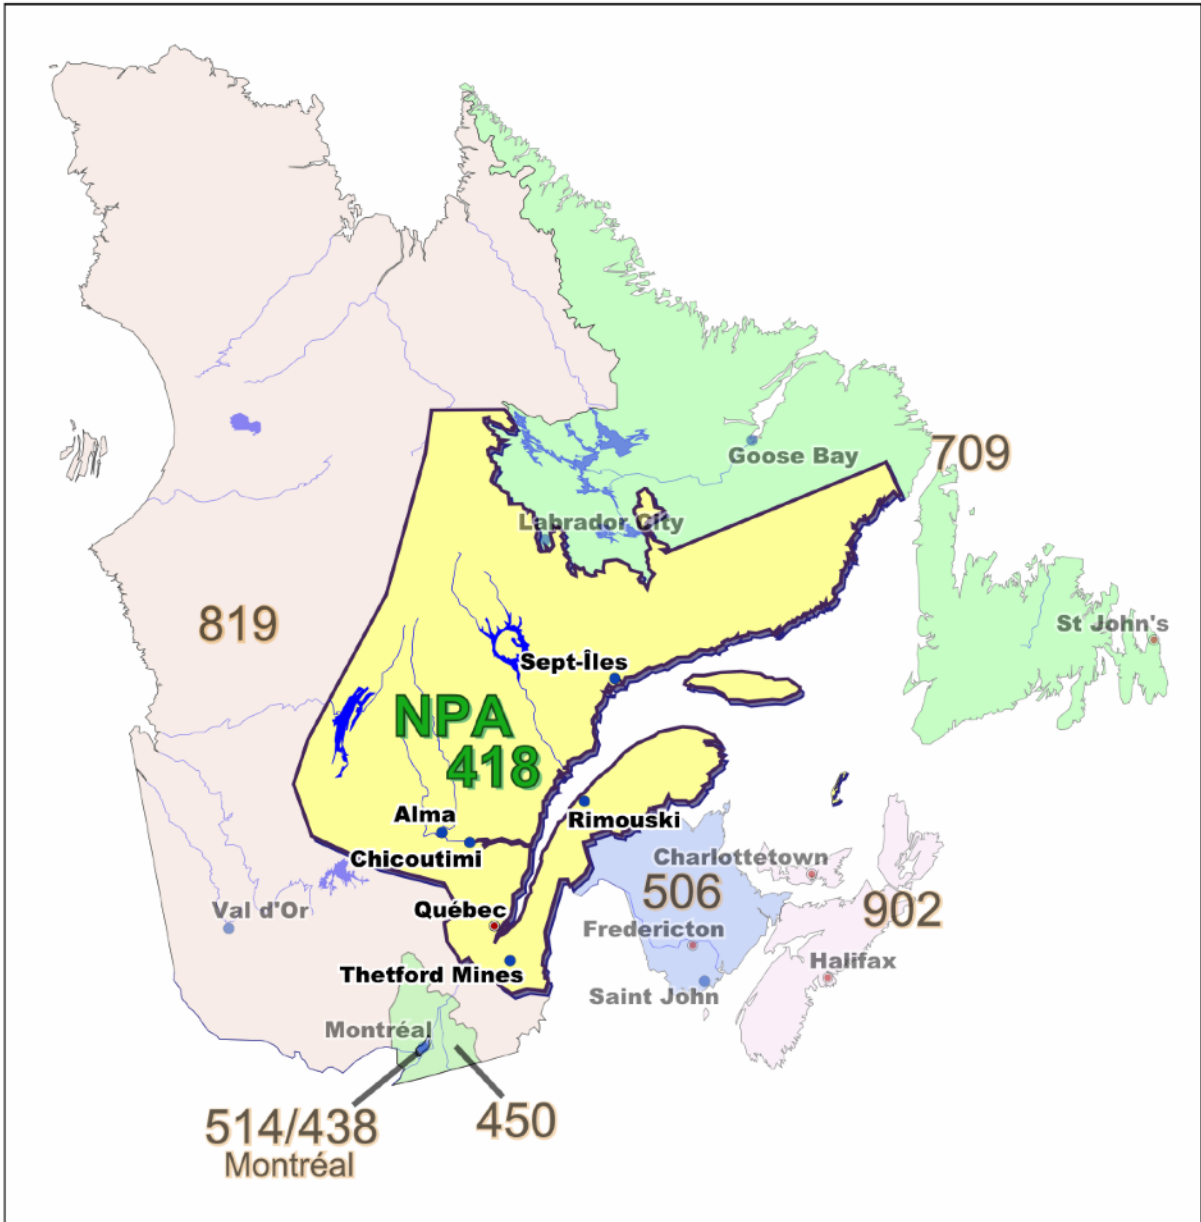 709
Goose Bay
Labrador City
819
St John's
Sept-Îles
NPA
418
Alma
Rimouski
Chicoutimi
Charlottetown
506
902
Val d'Or
Québec
Fredericton
Thetford Mines
Halifax
Saint John
Montréal
514/438
Montréal
450